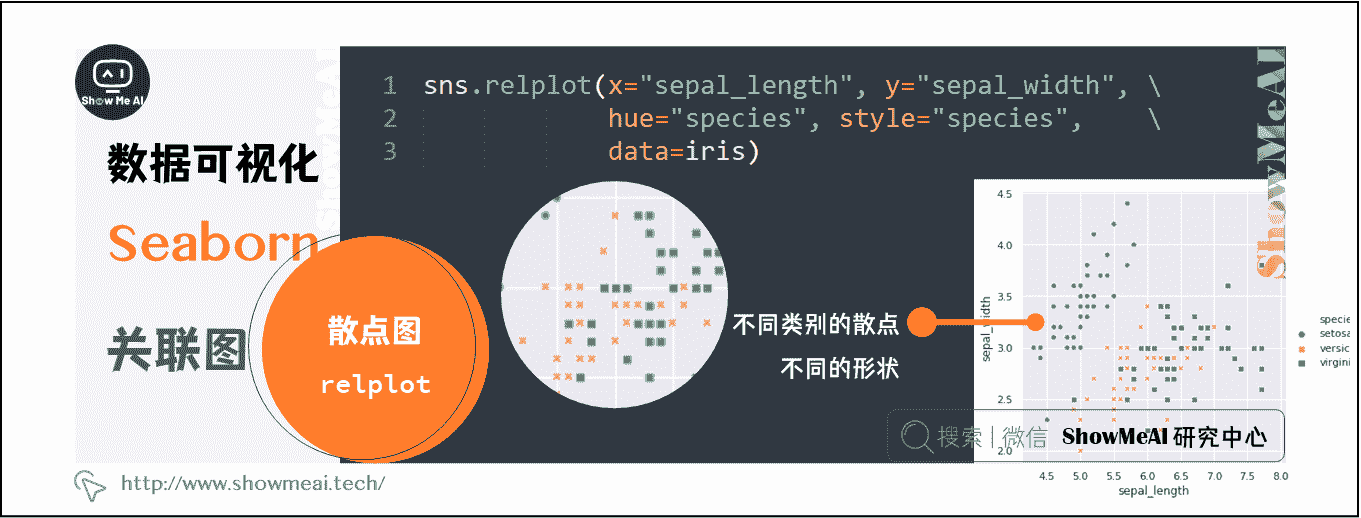 Show Me AI
数据可视化
Seaborn
关联图
散点图
relplot
http://www.showmeai.tech/
1 sns.relplot(x="sepal_length", y="sepal_width", \
2 hue="species", style="species", \
3 data=iris)
ShowMeAI
不同类别的散点
不同的形状
4.5
4.0
3.5
3.0
2.5
2.0
sepal_width
4.5 5.0 5.5 6.0 6.5 7.0 7.5 8.0
sepal_length
specie
setosa
versic
virgini
搜索 | 微信 ShowMeAI 研究中心